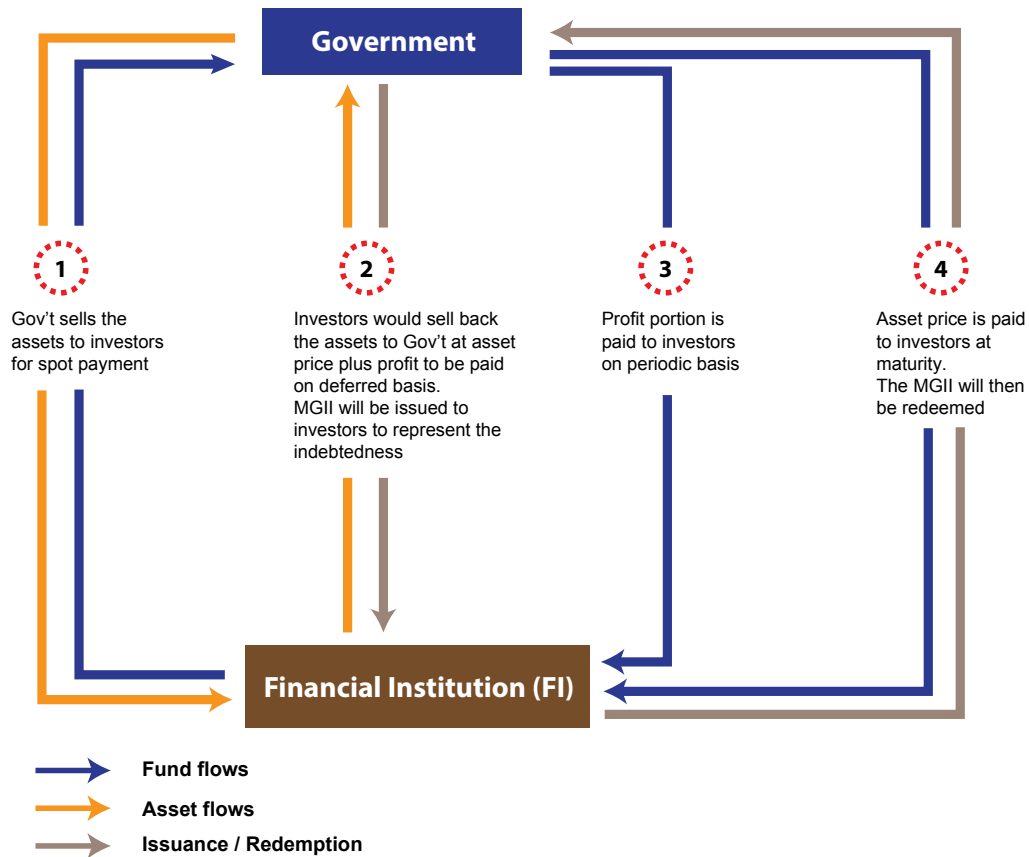 Government
1
Gov't sells the
assets to investors
for spot payment
2
Investors would sell back
the assets to Gov't at asset
price plus profit to be paid
on deferred basis.
MGII will be issued to
investors to represent the
indebtedness
3
Profit portion is
paid to investors
on periodic basis
4
Asset price is paid
to investors at
maturity.
The MGII will then
be redeemed
Financial Institution (FI)
Fund flows
Asset flows
Issuance / Redemption